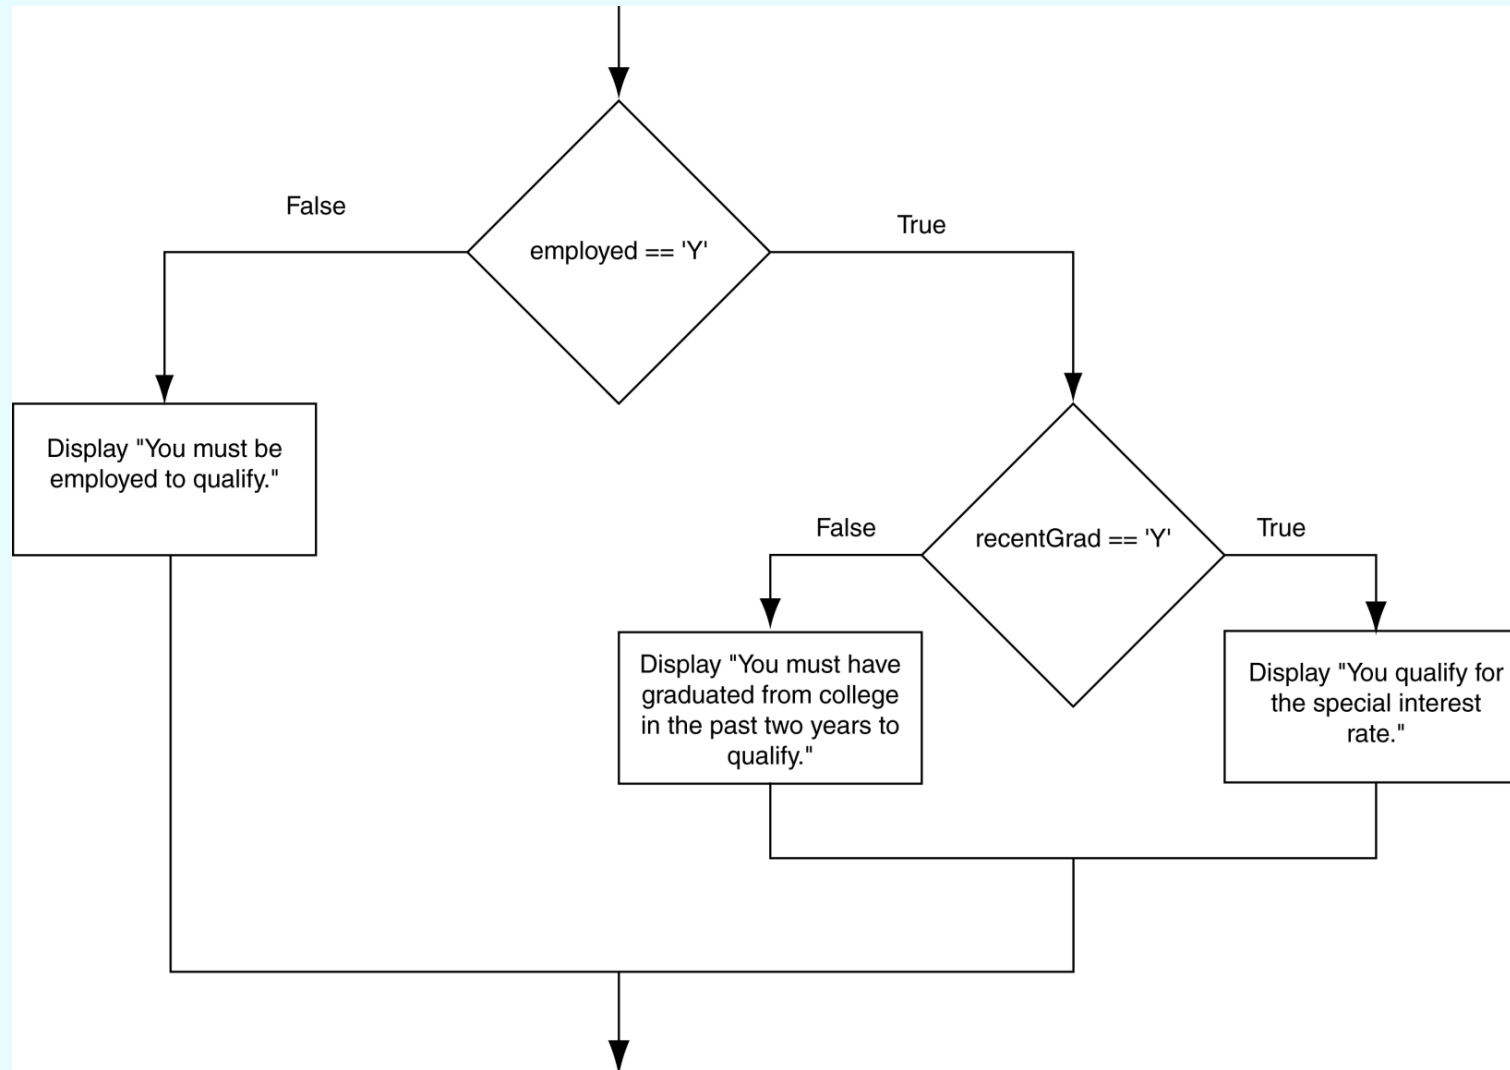 False
True
employed == 'Y'
Display "You must be
employed to qualify."
False
recentGrad == 'Y'
True
Display "You must have
graduated from college
in the past two years to
qualify."
Display "You qualify for
the special interest
rate."